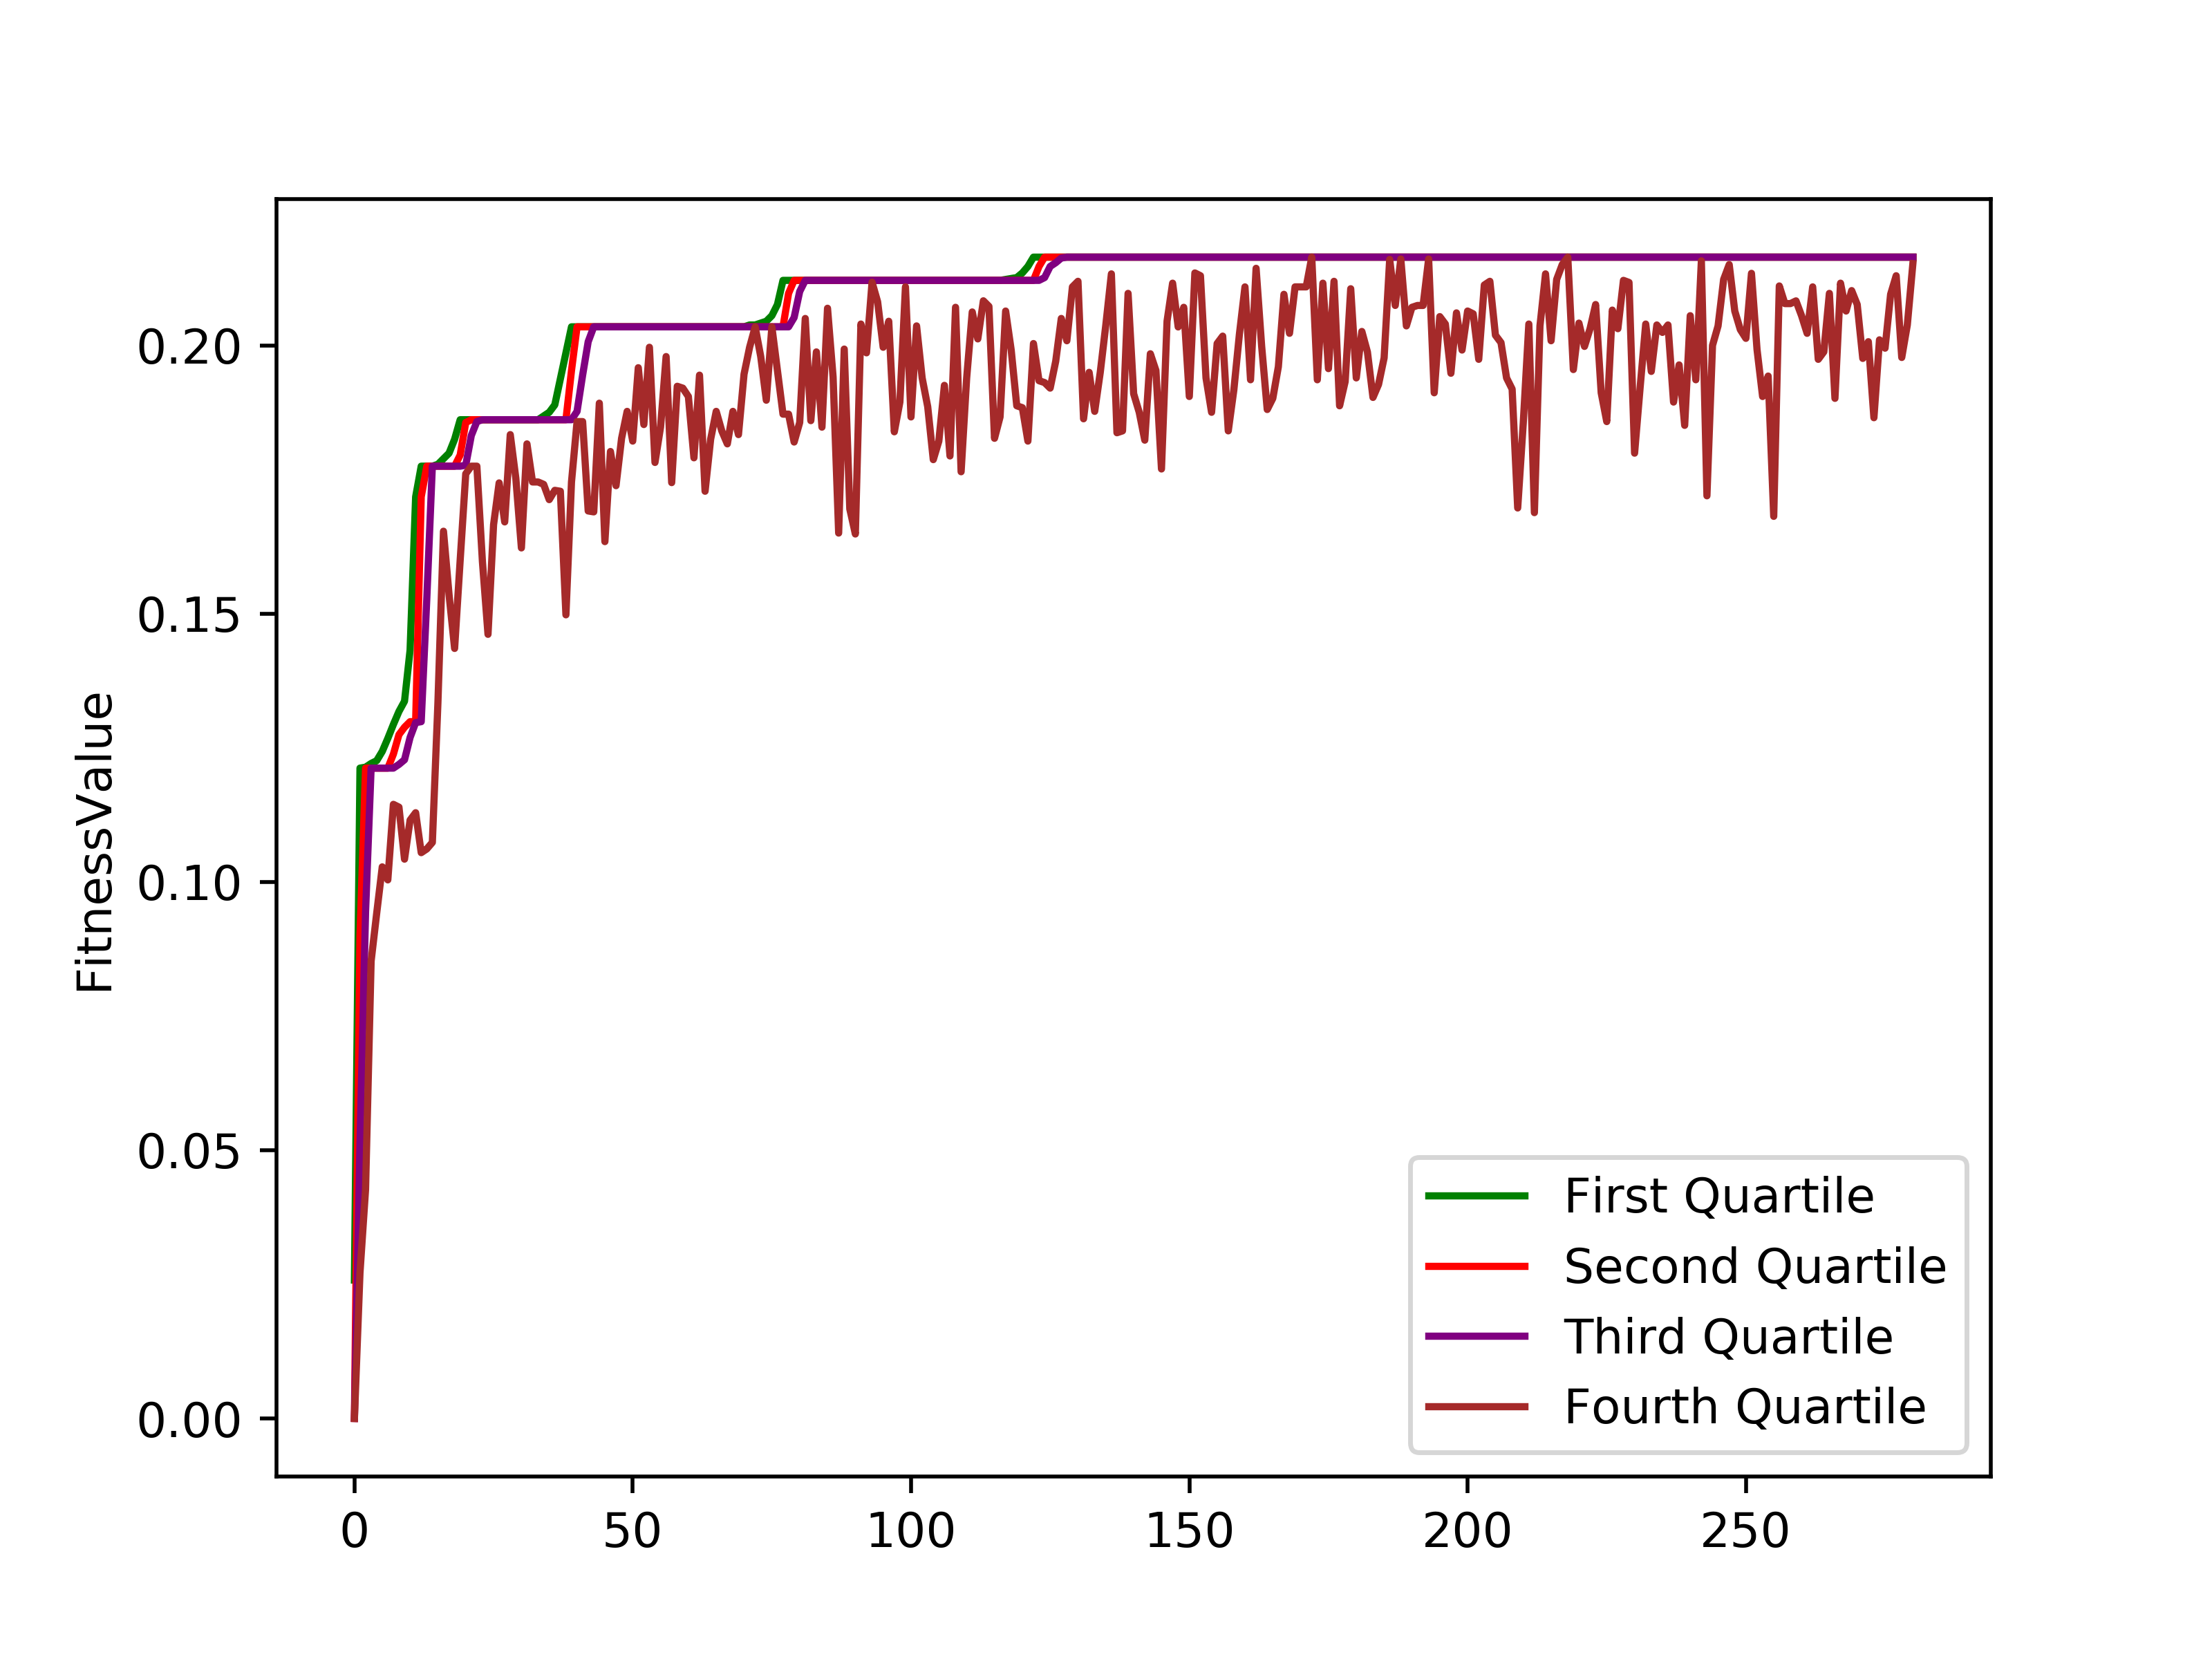 0.20
0.15
0.10
0.05
0.00
FitnessValue
0 50 100 150 200 250
First Quartile
Second Quartile
Third Quartile
Fourth Quartile